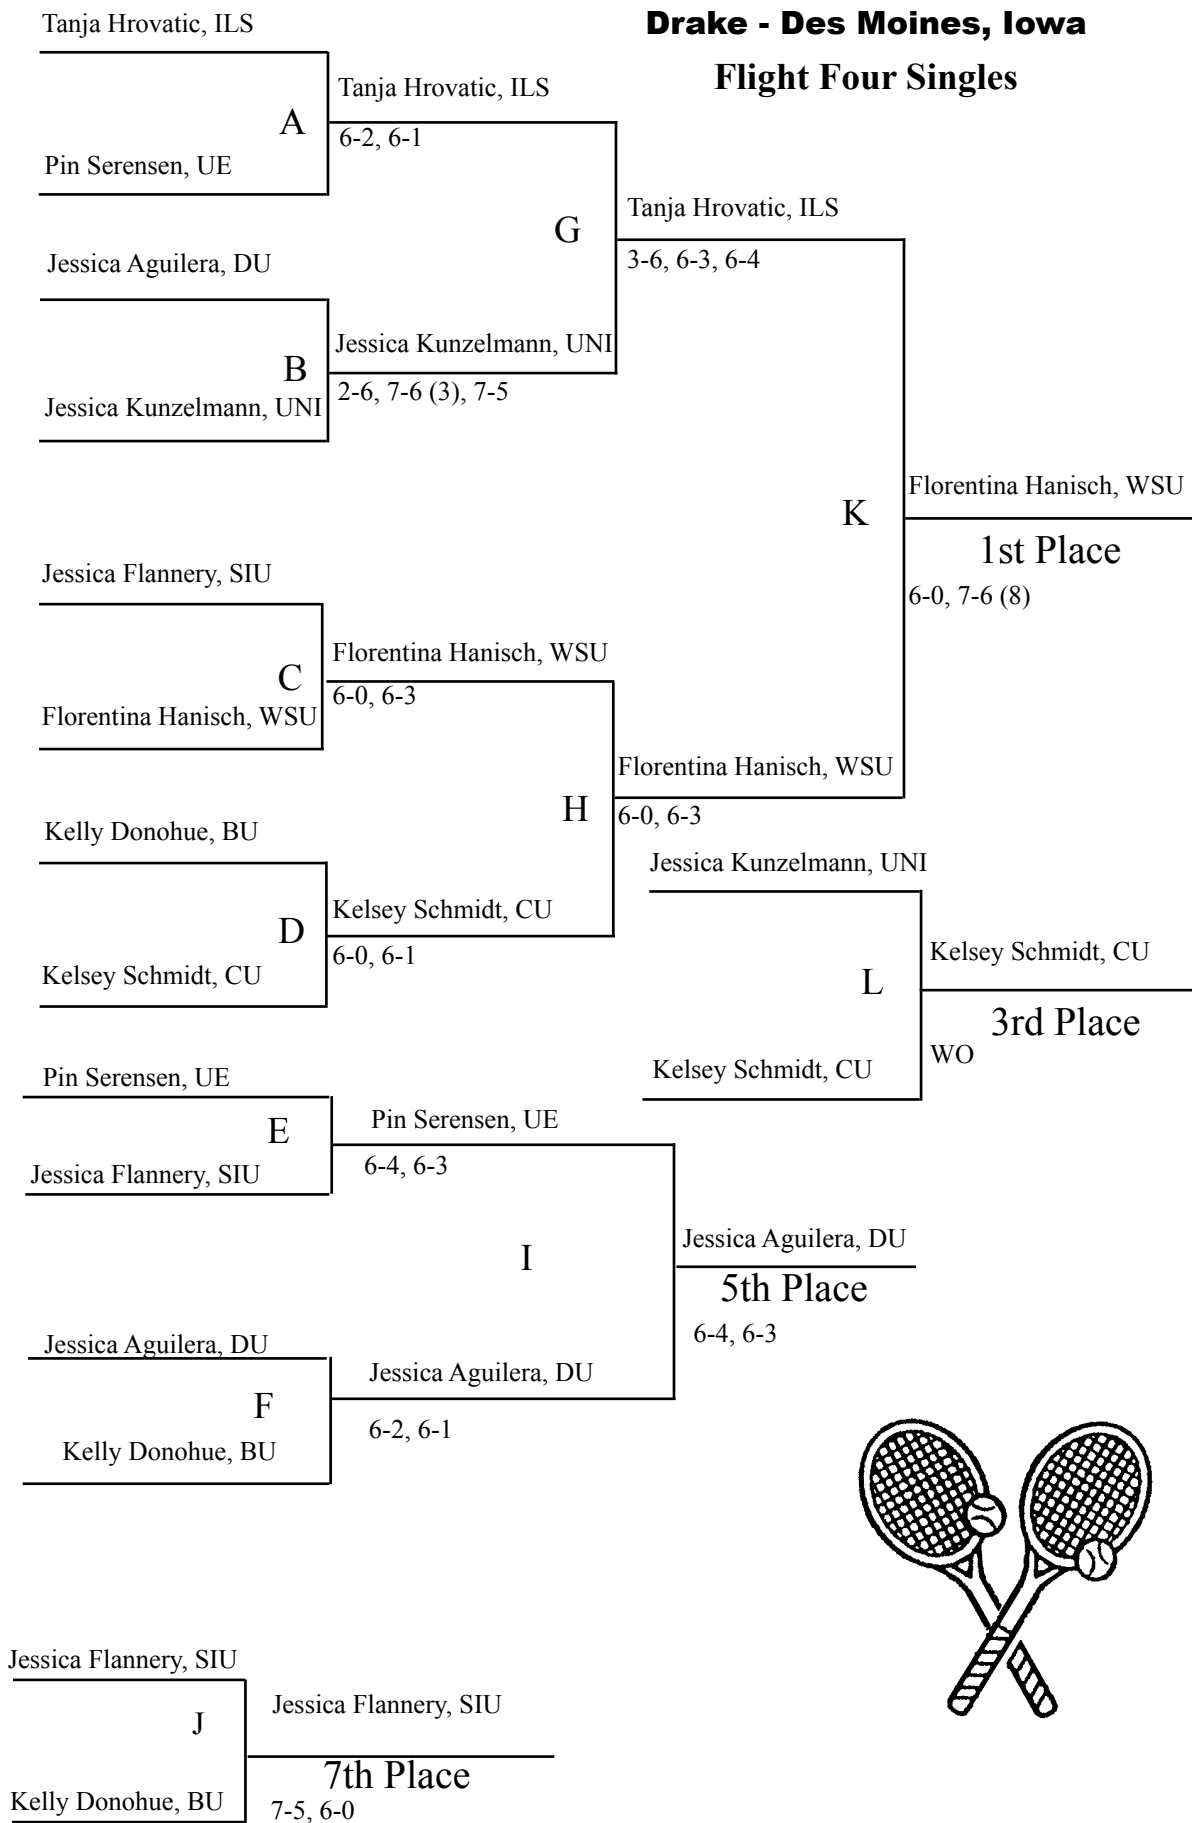 Drake - Des Moines, Iowa
Flight Four Singles
Tanja Hrovatic, ILS
A
Pin Serensen, UE
Tanja Hrovatic, ILS
6-2, 6-1
Jessica Aguilera, DU
B
Jessica Kunzelmann, UNI
Jessica Kunzelmann, UNI
2-6, 7-6 (3), 7-5
G
Tanja Hrovatic, ILS
3-6, 6-3, 6-4
Jessica Flannery, SIU
C
Florentina Hanisch, WSU
Florentina Hanisch, WSU
6-0, 6-3
Kelly Donohue, BU
D
Kelsey Schmidt, CU
Kelsey Schmidt, CU
6-0, 6-1
H
Florentina Hanisch, WSU
6-0, 6-3
K
Florentina Hanisch, WSU
1st Place
6-0, 7-6 (8)
Jessica Kunzelmann, UNI
L
Kelsey Schmidt, CU
Kelsey Schmidt, CU
3rd Place
WO
Pin Serensen, UE
E
Jessica Flannery, SIU
Pin Serensen, UE
6-4, 6-3
Jessica Aguilera, DU
F
Kelly Donohue, BU
Jessica Aguilera, DU
6-2, 6-1
I
Jessica Aguilera, DU
5th Place
6-4, 6-3
Jessica Flannery, SIU
J
Kelly Donohue, BU
Jessica Flannery, SIU
7th Place
7-5, 6-0